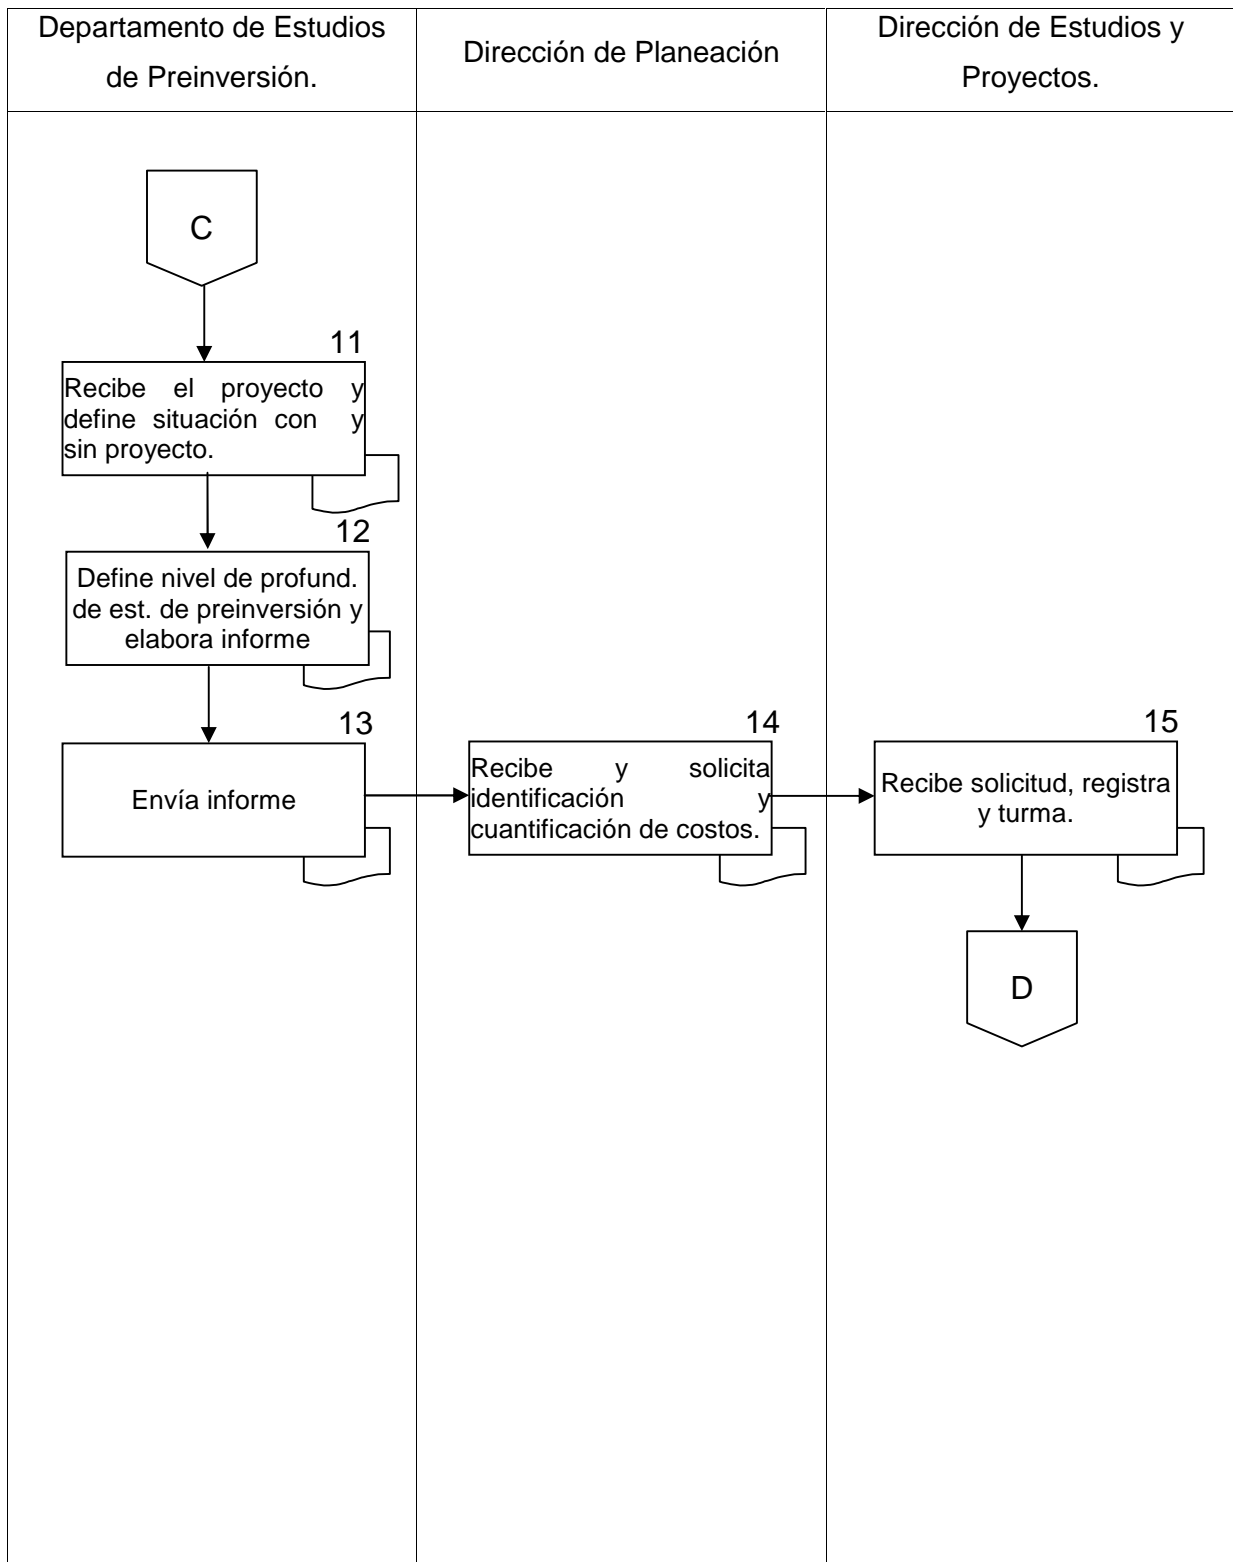 Departamento de Estudios
de Preinversión.
Dirección de Planeación
Dirección de Estudios y
Proyectos.
C
11
Recibe el proyecto y
define situación con y
sin proyecto.
12
Define nivel de profund.
de est. de preinversión y
elabora informe
13
Envía informe
14
Recibe y solicita
identificación y
cuantificación de costos.
15
Recibe solicitud, registra
y turma.
D